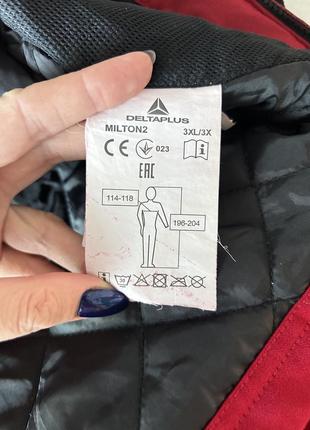 DELTAPLUS
MILTON2 3XL/3X
CE 023 i
EAC
114-118
196-204
i 30